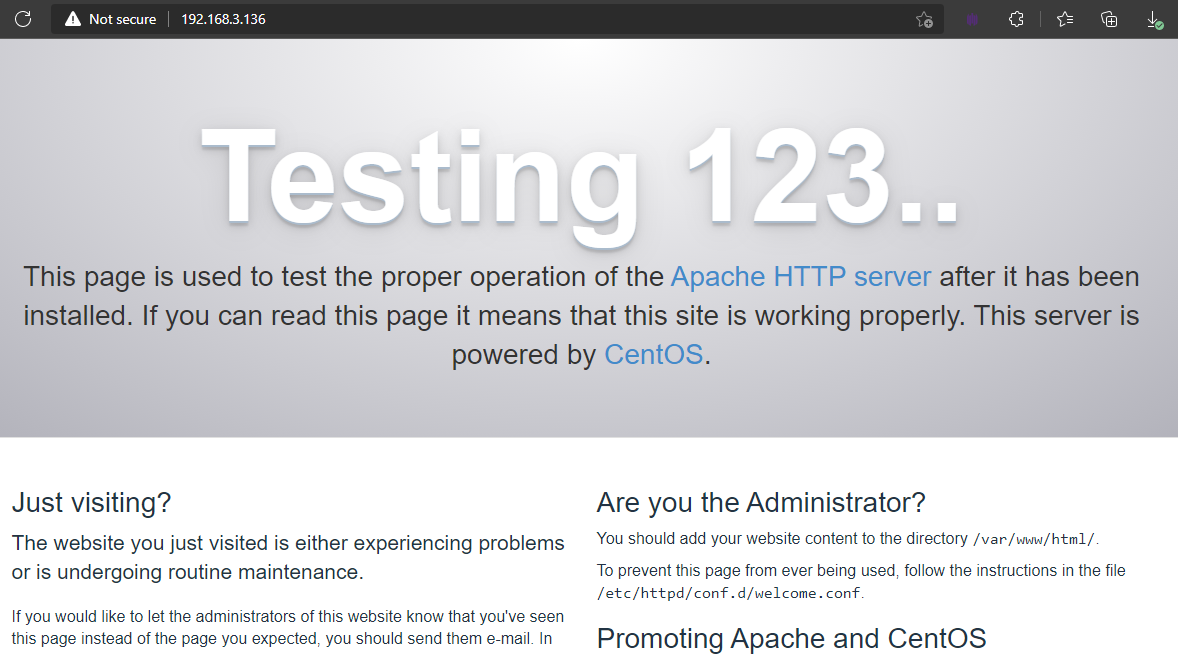 Not secure 192.168.3.136
Testing 123..
This page is used to test the proper operation of the Apache HTTP server after it has been
installed. If you can read this page it means that this site is working properly. This server is
powered by CentOS.
Just visiting?
The website you just visited is either experiencing problems
or is undergoing routine maintenance.
If you would like to let the administrators of this website know that you've seen
this page instead of the page you expected, you should send them e-mail. In
Are you the Administrator?
You should add your website content to the directory /var/www/html/.
To prevent this page from ever being used, follow the instructions in the file
/etc/httpd/conf.d/welcome.conf.
Promoting Apache and CentOS